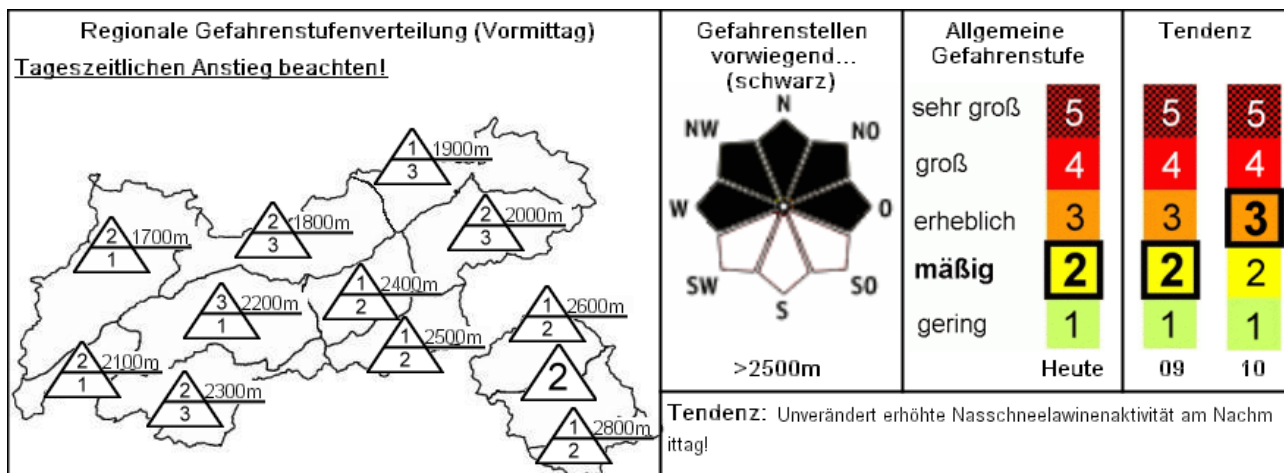 Regionale Gefahrenstufenverteilung (Vormittag)
Tageszeitlichen Anstieg beachten!
1
1900m
3
2
2000m
3
2
1800m
3
2
1700m
1
1
2400m
2
3
2200m
1
1
2600m
2
1
2500m
2
2
2100m
1
2
2
2300m
3
1
2800m
2
Gefahrenstellen
vorwiegend...
(schwarz)
N
NW
NO
W
O
SW
SO
S
>2500m
Allgemeine
Gefahrenstufe
Tendenz
sehr groß 5 5 5
groß 4 4 4
erheblich 3 3 3
mäßig 2 2 2
gering 1 1 1
Heute 09 10
Tendenz: Unverändert erhöhte Nasschneelawinenaktivität am Nachm
ittag!